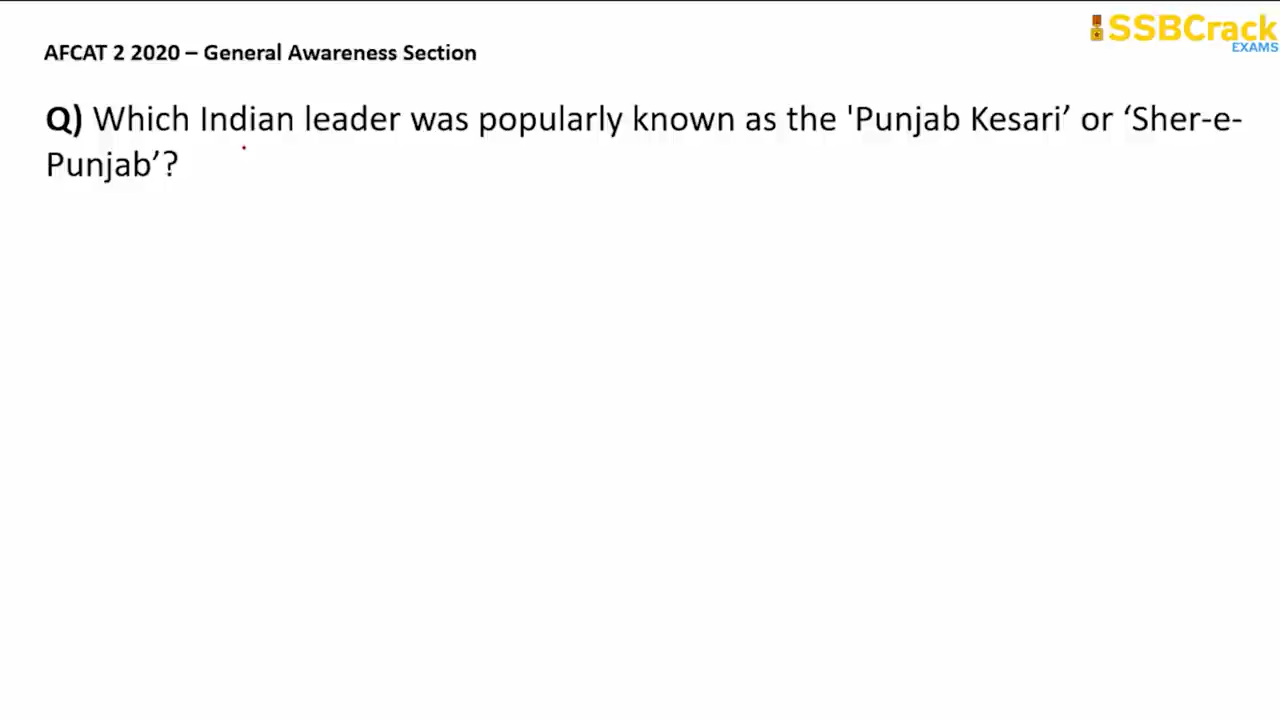 SSBCrack
EXAMS
AFCAT 2 2020 – General Awareness Section
Q) Which Indian leader was popularly known as the 'Punjab Kesari’ or ‘Sher-e-
Punjab’?